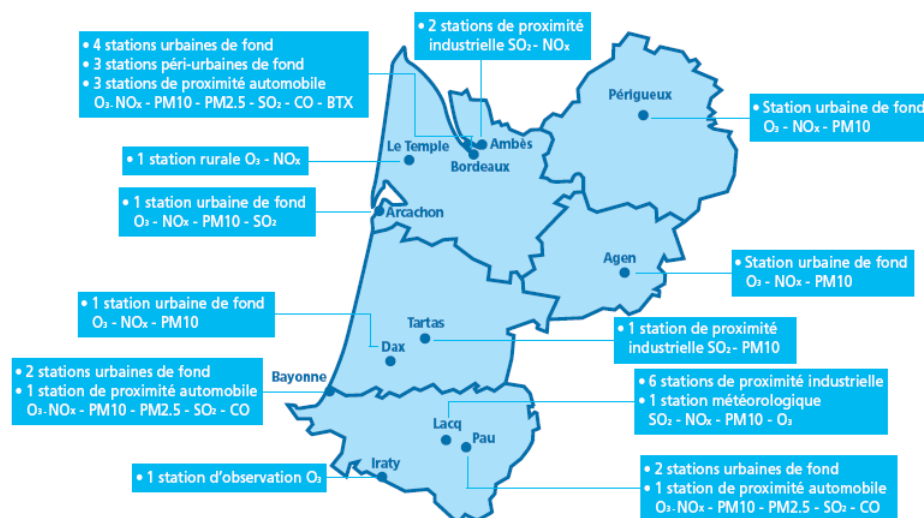 • 4 stations urbaines de fond
• 3 stations péri-urbaines de fond
• 3 stations de proximité automobile
O₃- NOₓ - PM10 - PM2.5 - SO₂ - CO - BTX
• 2 stations de proximité
industrielle SO₂ - NOₓ
Périgueux
• Station urbaine de fond
O₃ - NOₓ - PM10
Le Temple
Ambès
Bordeaux
• 1 station rurale O₃ - NOₓ
• 1 station urbaine de fond
O₃ - NOₓ - PM10 - SO₂
Arcachon
Agen
• Station urbaine de fond
O₃ - NOₓ - PM10
• 1 station urbaine de fond
O₃ - NOₓ - PM10
Tartas
Dax
• 1 station de proximité
industrielle SO₂ - PM10
Bayonne
• 2 stations urbaines de fond
• 1 station de proximité automobile
O₃- NOₓ - PM10 - PM2.5 - SO₂ - CO
• 6 stations de proximité industrielle
• 1 station météorologique
SO₂ - NOₓ - PM10 - O₃
Lacq
Pau
Iraty
• 1 station d'observation O₃
• 2 stations urbaines de fond
• 1 station de proximité automobile
O₃- NOₓ - PM10 - PM2.5 - SO₂ - CO